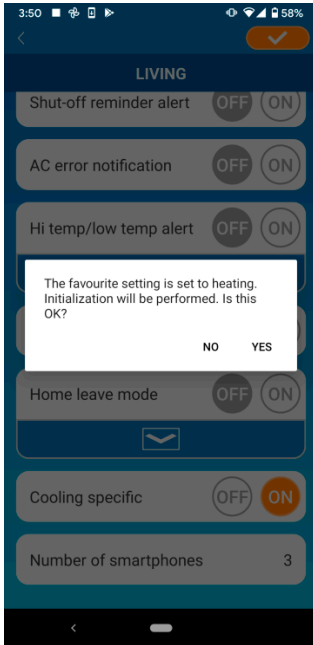 3:50 58%
LIVING
Shut-off reminder alert OFF ON
AC error notification OFF ON
Hi temp/low temp alert OFF ON
The favourite setting is set to heating.
Initialization will be performed. Is this
OK?
NO YES
Home leave mode OFF ON
Cooling specific OFF ON
Number of smartphones 3